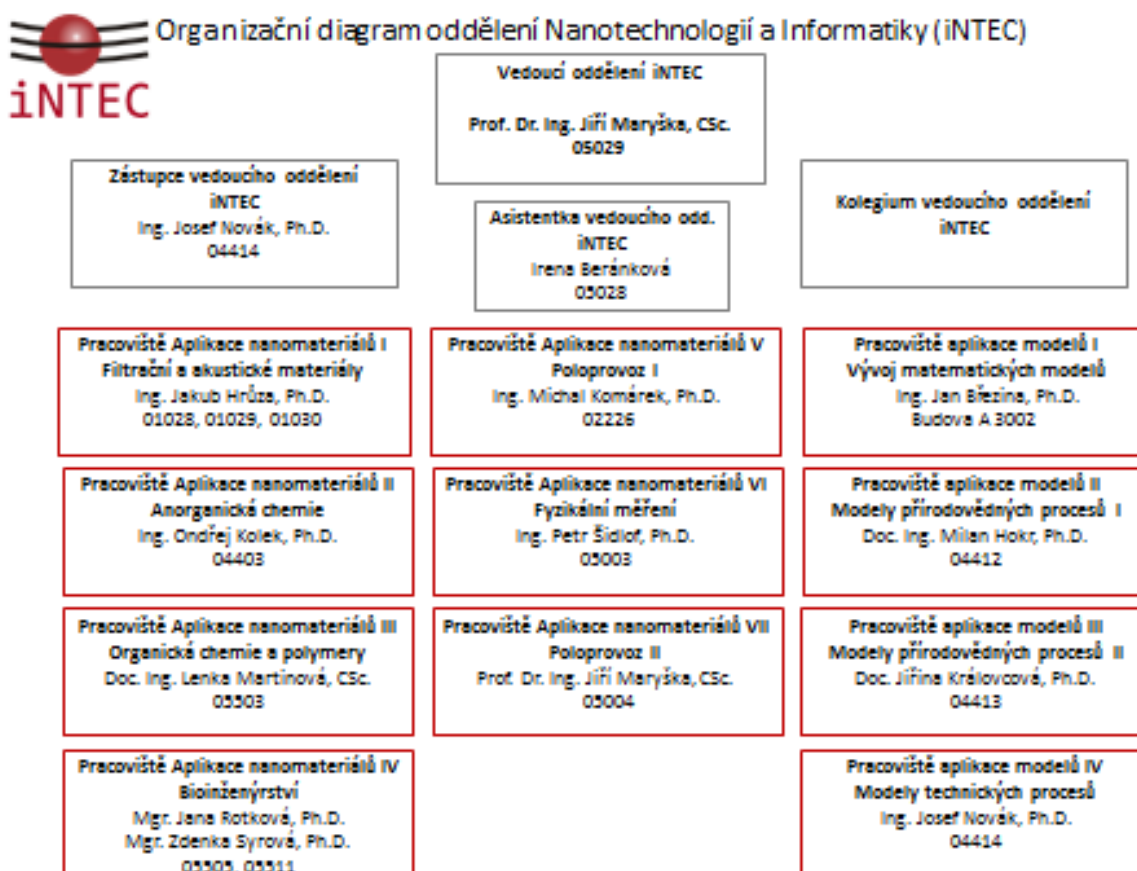 Organizační diagram oddělení Nanotechnologií a Informatiky (iNTEC)
iNTEC
Vedoucí oddělení iNTEC
Prof. Dr. Ing. Jiří Maryška, CSc.
05029
Zástupce vedoucího oddělení
iNTEC
Ing. Josef Novák, Ph.D.
04414
Asistentka vedoucího odd.
iNTEC
Irena Beránková
05028
Kolegium vedoucího oddělení
iNTEC
Pracoviště Aplikace nanomateriálů I
Filtrační a akustické materiály
Ing. Jakub Hrůza, Ph.D.
01028, 01029, 01030
Pracoviště Aplikace nanomateriálů V
Poloprovoz I
Ing. Michal Komárek, Ph.D.
02226
Pracoviště aplikace modelů I
Vývoj matematických modelů
Ing. Jan Březina, Ph.D.
Budova A 3002
Pracoviště Aplikace nanomateriálů II
Anorganická chemie
Ing. Ondřej Kolek, Ph.D.
04403
Pracoviště Aplikace nanomateriálů VI
Fyzikální měření
Ing. Petr Šidlof, Ph.D.
05003
Pracoviště aplikace modelů II
Modely přírodovědných procesů I
Doc. Ing. Milan Hokr, Ph.D.
04412
Pracoviště Aplikace nanomateriálů III
Organická chemie a polymery
Doc. Ing. Lenka Martinová, CSc.
05503
Pracoviště Aplikace nanomateriálů VII
Poloprovoz II
Prof. Dr. Ing. Jiří Maryška, CSc.
05004
Pracoviště aplikace modelů III
Modely přírodovědných procesů II
Doc. Jiřina Královcová, Ph.D.
04413
Pracoviště Aplikace nanomateriálů IV
Bioinženýrství
Mgr. Jana Rotková, Ph.D.
Mgr. Zdenka Syrová, Ph.D.
05505, 05511
Pracoviště aplikace modelů IV
Modely technických procesů
Ing. Josef Novák, Ph.D.
04414